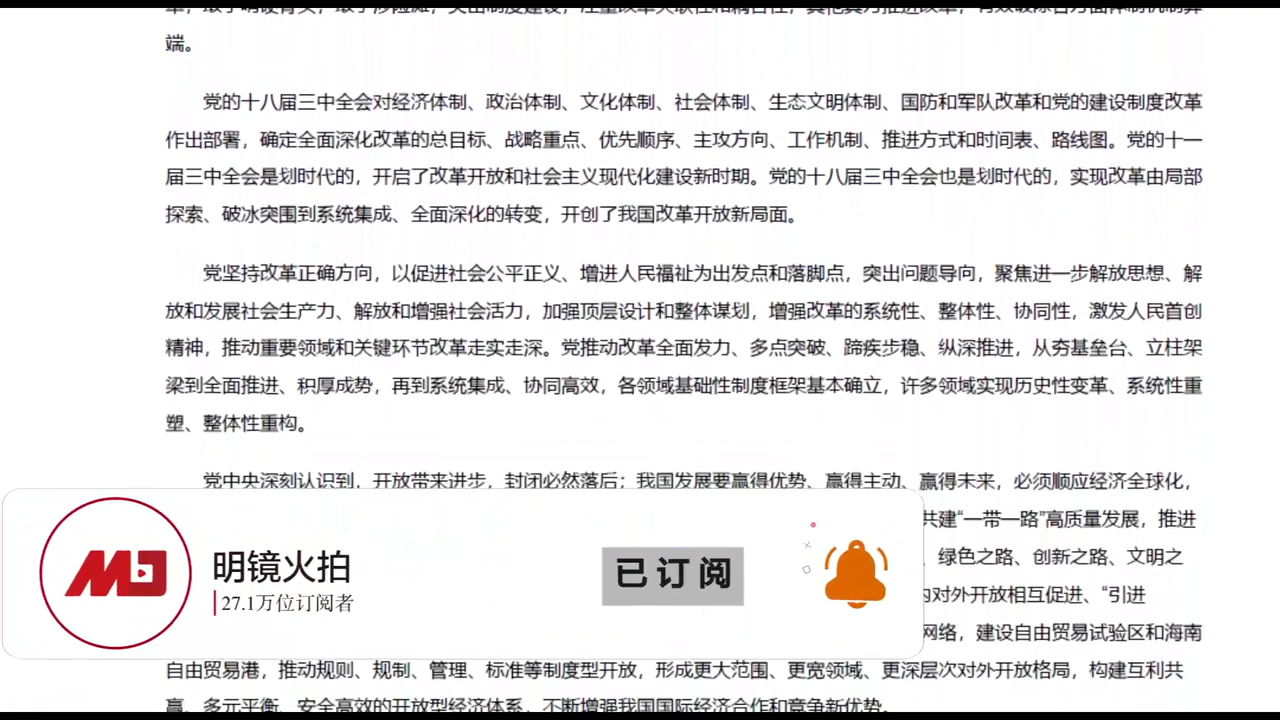 端。
党的十八届三中全会对经济体制、政治体制、文化体制、社会体制、生态文明体制、国防和军队改革和党的建设制度改革
作出部署，确定全面深化改革的总目标、战略重点、优先顺序、主攻方向、工作机制、推进方式和时间表、路线图。党的十一
届三中全会是划时代的，开启了改革开放和社会主义现代化建设新时期。党的十八届三中全会也是划时代的，实现改革由局部
探索、破冰突围到系统集成、全面深化的转变，开创了我国改革开放新局面。
党坚持改革正确方向，以促进社会公平正义、增进人民福祉为出发点和落脚点，突出问题导向，聚焦进一步解放思想、解
放和发展社会生产力、解放和增强社会活力，加强顶层设计和整体谋划，增强改革的系统性、整体性、协同性，激发人民首创
精神，推动重要领域和关键环节改革走实走深。党推动改革全面发力、多点突破、蹄疾步稳、纵深推进，从夯基垒台、立柱架
梁到全面推进、积厚成势，再到系统集成、协同高效，各领域基础性制度框架基本确立，许多领域实现历史性变革、系统性重
塑、整体性重构。
党中央深刻认识到，开放带来进步，封闭必然落后；我国发展要赢得优势、赢得主动、赢得未来，必须顺应经济全球化，
共建“一带一路”高质量发展，推进
、绿色之路、创新之路、文明之
内对外开放相互促进、“引进
网络，建设自由贸易试验区和海南
MJ
明镜火拍
27.1万位订阅者
已订阅
自由贸易港，推动规则、规制、管理、标准等制度型开放，形成更大范围、更宽领域、更深层次对外开放格局，构建互利共
赢、多元平衡、安全高效的开放型经济体系，不断增强我国国际经济合作和竞争新优势。